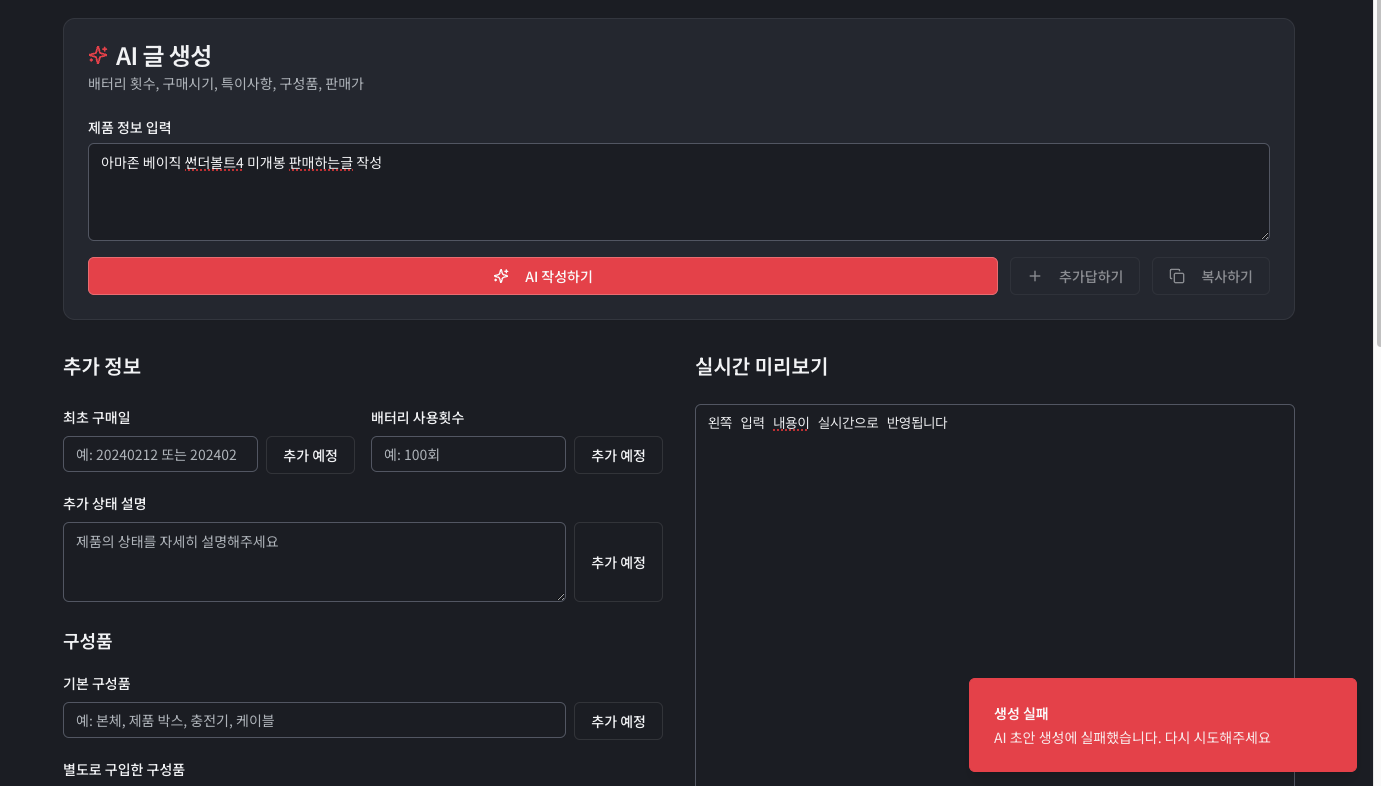 AI 글 생성
배터리 횟수, 구매시기, 특이사항, 구성품, 판매가
제품 정보 입력
아마존 베이직 썬더볼트4 미개봉 판매하는글 작성
AI 작성하기
추가답하기
복사하기
추가 정보
최초 구매일
배터리 사용횟수
예: 20240212 또는 202402
추가 예정
예: 100회
추가 예정
추가 상태 설명
제품의 상태를 자세히 설명해주세요
추가 예정
구성품
기본 구성품
예: 본체, 제품 박스, 충전기, 케이블
추가 예정
별도로 구입한 구성품
실시간 미리보기
왼쪽 입력 내용이 실시간으로 반영됩니다
생성 실패
AI 초안 생성에 실패했습니다. 다시 시도해주세요